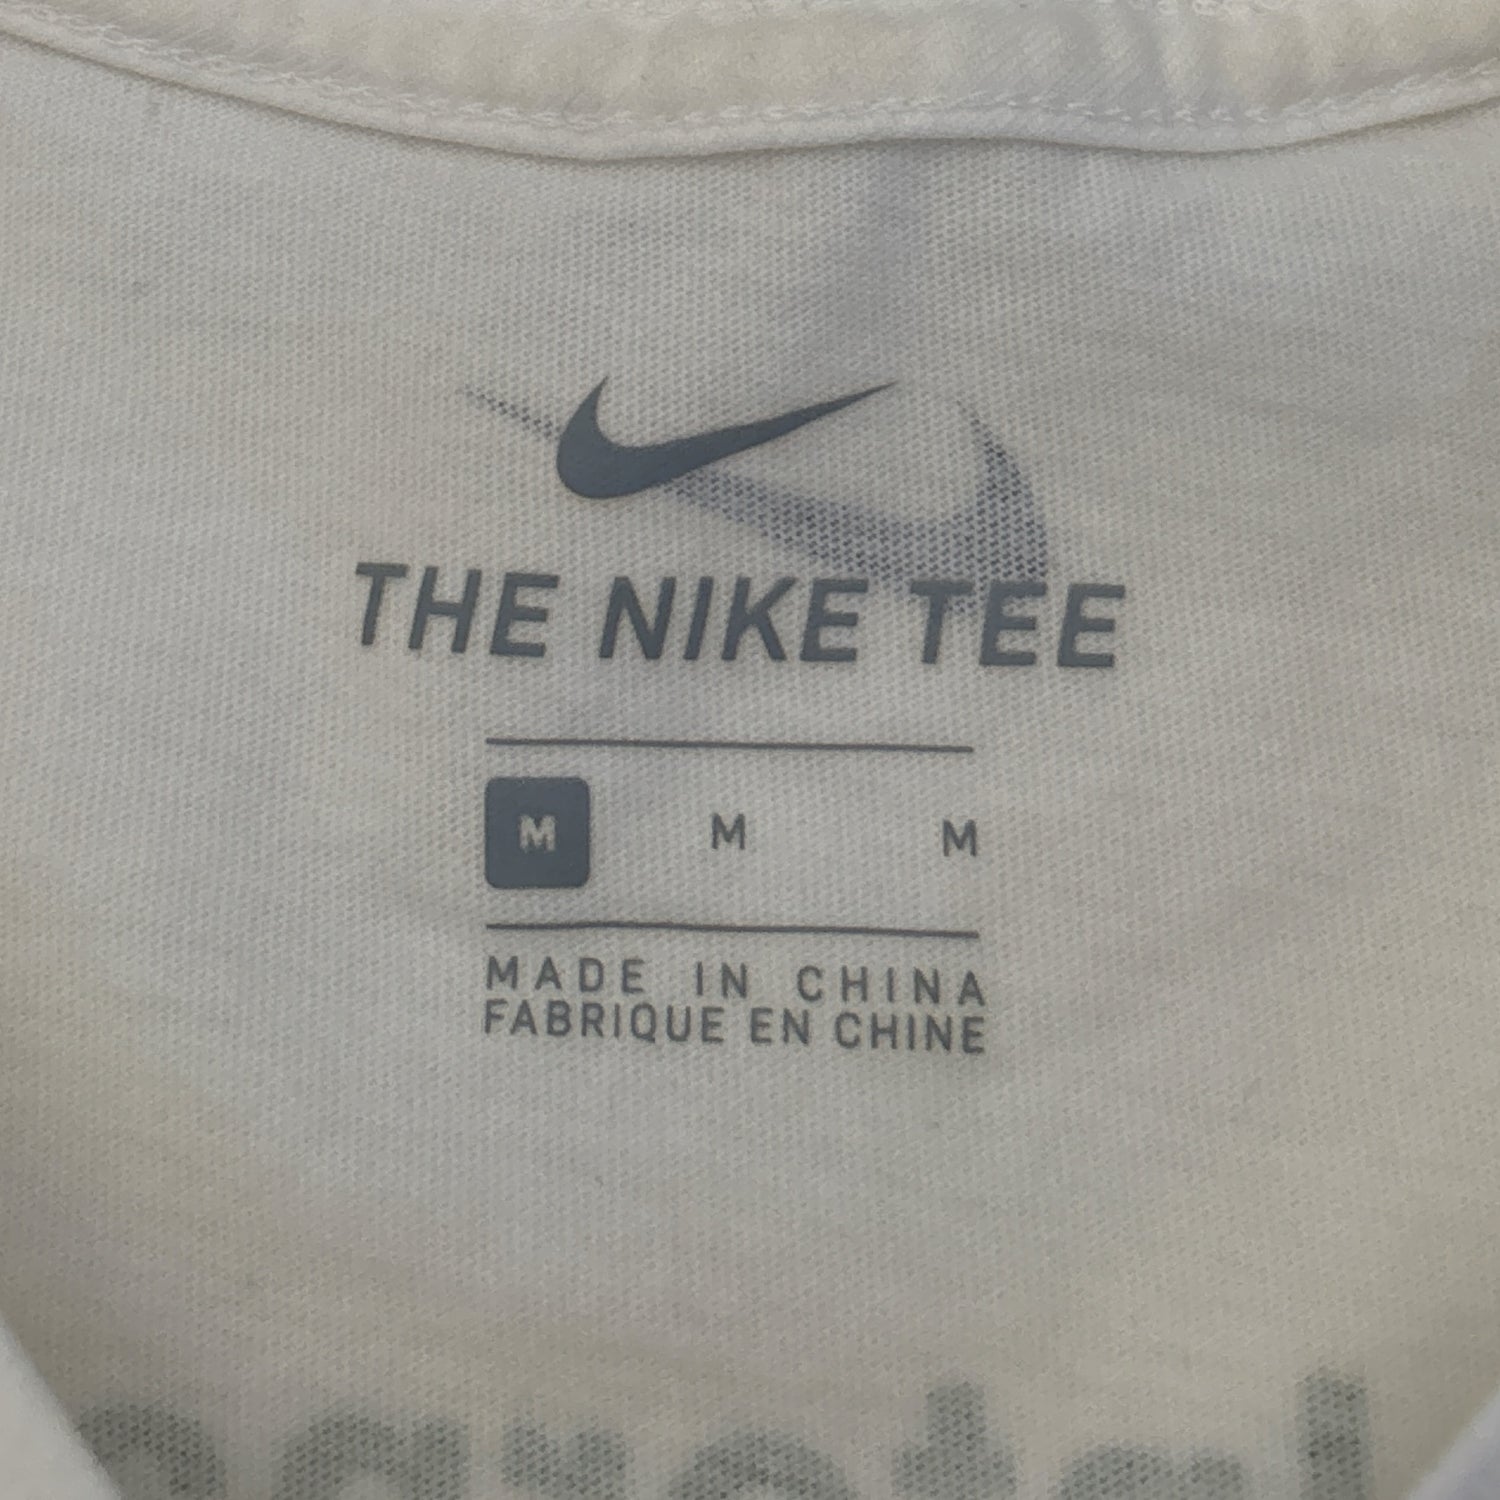 THE NIKE TEE
M M M
MADE IN CHINA
FABRIQUE EN CHINE